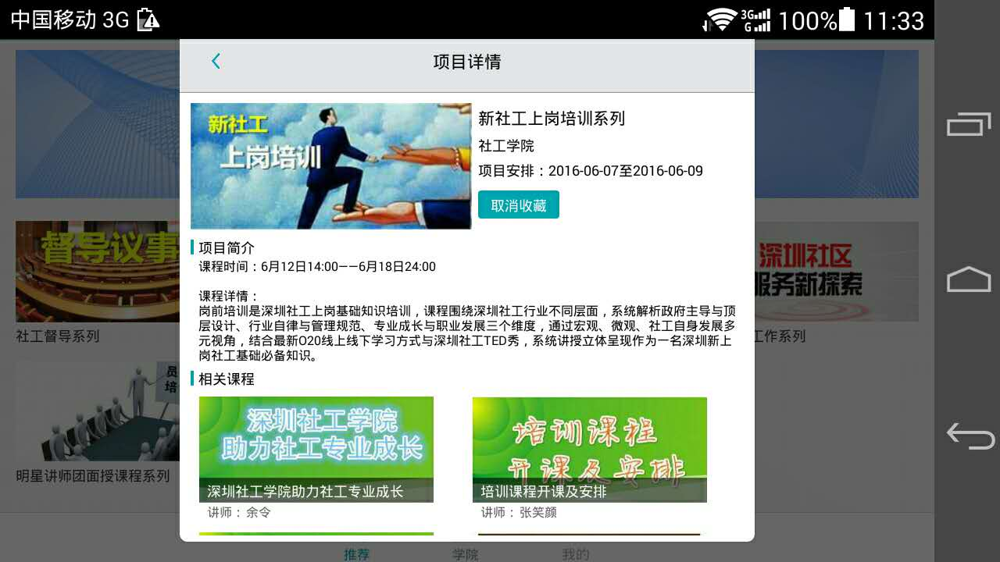 中国移动 3G
3G
G
100%
11:33
项目详情
新社工
上岗培训
新社工上岗培训系列
社工学院
项目安排：2016-06-07至2016-06-09
取消收藏
项目简介
课程时间：6月12日14:00——6月18日24:00
课程详情：
岗前培训是深圳社工上岗基础知识培训，课程围绕深圳社工行业不同层面，系统解析政府主导与顶
层设计、行业自律与管理规范、专业成长与职业发展三个维度，通过宏观、微观、社工自身发展多
元视角，结合最新O20线上线下学习方式与深圳社工TED秀，系统讲授立体呈现作为一名深圳新上
岗社工基础必备知识。
相关课程
深圳社工学院
助力社工专业成长
深圳社工学院助力社工专业成长
讲师：余令
培训课程
开课及安排
培训课程开课及安排
讲师：张笑颜
督导议事
社工督导系列
员
培
明星讲师团面授课程系列
深圳社区
服务新探索
工作系列
推荐
学院
我的